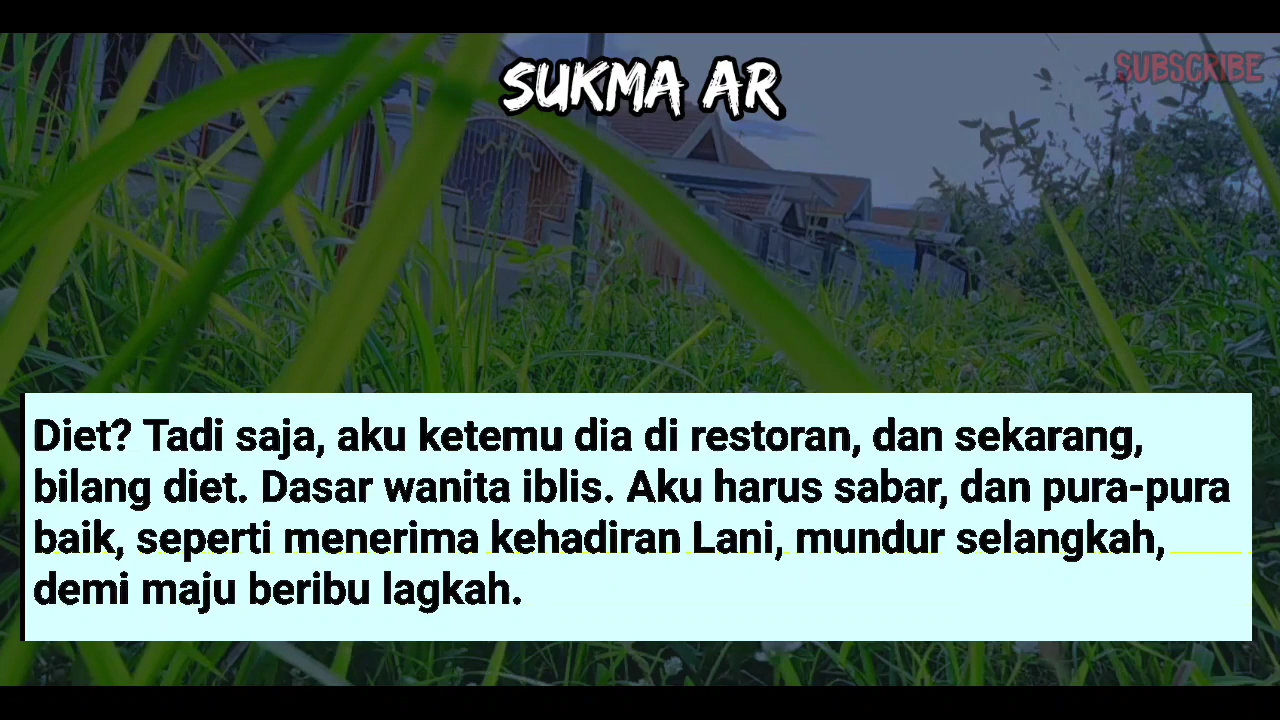 SUKMA AR
SUBSCRIBE
Diet? Tadi saja, aku ketemu dia di restoran, dan sekarang,
bilang diet. Dasar wanita iblis. Aku harus sabar, dan pura-pura
baik, seperti menerima kehadiran Lani, mundur selangkah,
demi maju beribu lagkah.